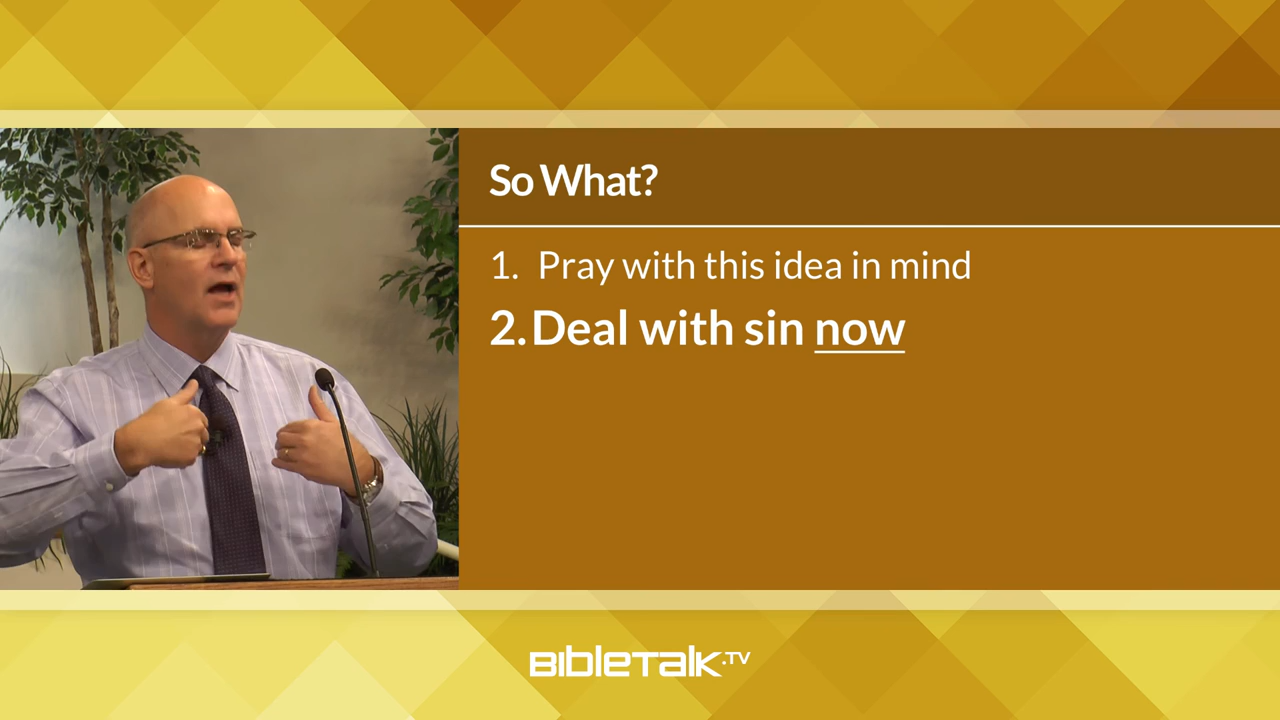 So What?
1. Pray with this idea in mind
2. Deal with sin now
BibleTalk.TV